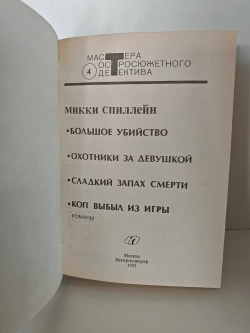 МАСТЕРА
4 ОСТРОСЮЖЕТНОГО
ДЕТЕКТИВА
МИККИ СПИЛЛЕЙН
•БОЛЬШОЕ УБИЙСТВО
•ОХОТНИКИ ЗА ДЕВУШКОЙ
•СЛАДКИЙ ЗАПАХ СМЕРТИ
•КОП ВЫБЫЛ ИЗ ИГРЫ
РОМАНЫ
Москва
Центрполиграф